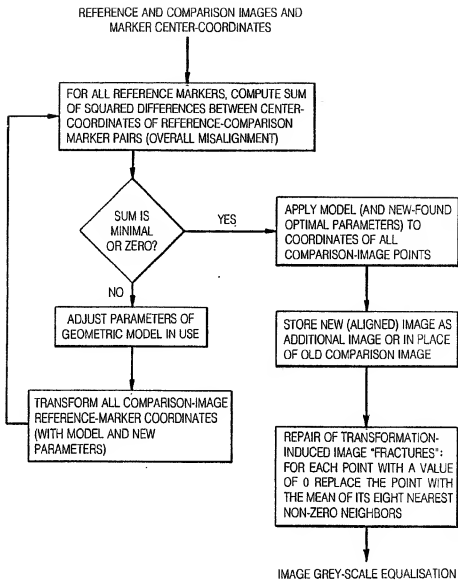 REFERENCE AND COMPARISON IMAGES AND
MARKER CENTER-COORDINATES
FOR ALL REFERENCE MARKERS, COMPUTE SUM
OF SQUARED DIFFERENCES BETWEEN CENTER-
COORDINATES OF REFERENCE-COMPARISON
MARKER PAIRS (OVERALL MISALIGNMENT)
SUM IS
MINIMAL
OR ZERO?
YES
NO
ADJUST PARAMETERS OF
GEOMETRIC MODEL IN USE
TRANSFORM ALL COMPARISON-IMAGE
REFERENCE-MARKER COORDINATES
(WITH MODEL AND NEW
PARAMETERS)
APPLY MODEL (AND NEW-FOUND
OPTIMAL PARAMETERS) TO
COORDINATES OF ALL
COMPARISON-IMAGE POINTS
STORE NEW (ALIGNED) IMAGE AS
ADDITIONAL IMAGE OR IN PLACE
OF OLD COMPARISON IMAGE
REPAIR OF TRANSFORMATION-
INDUCED IMAGE "FRACTURES":
FOR EACH POINT WITH A VALUE
OF 0 REPLACE THE POINT WITH
THE MEAN OF ITS EIGHT NEAREST
NON-ZERO NEIGHBORS
IMAGE GREY-SCALE EQUALISATION